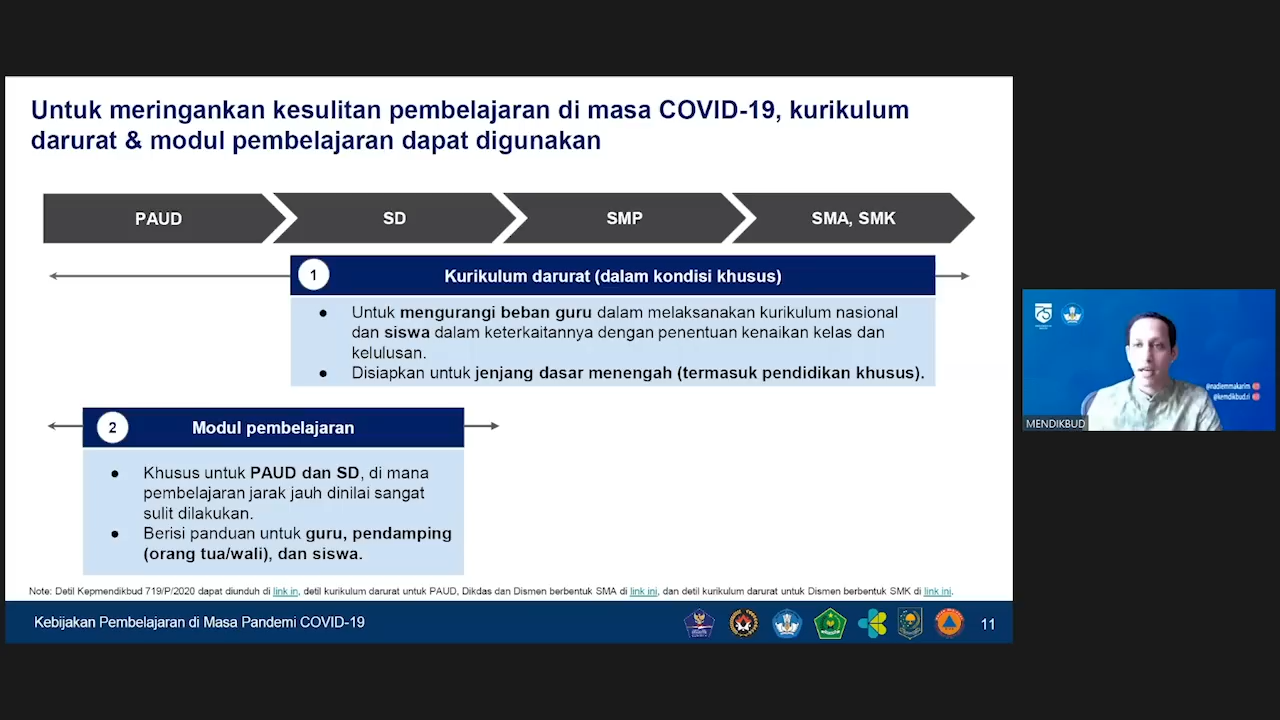 Untuk meringankan kesulitan pembelajaran di masa COVID-19, kurikulum
darurat & modul pembelajaran dapat digunakan
PAUD
SD
SMP
SMA, SMK
1
Kurikulum darurat (dalam kondisi khusus)
● Untuk mengurangi beban guru dalam melaksanakan kurikulum nasional
dan siswa dalam keterkaitannya dengan penentuan kenaikan kelas dan
kelulusan.
● Disiapkan untuk jenjang dasar menengah (termasuk pendidikan khusus).
2
Modul pembelajaran
● Khusus untuk PAUD dan SD, di mana
pembelajaran jarak jauh dinilai sangat
sulit dilakukan.
● Berisi panduan untuk guru, pendamping
(orang tua/wali), dan siswa.
Note: Detil Kepmendikbud 719/P/2020 dapat diunduh di link in, detil kurikulum darurat untuk PAUD, Dikdas dan Dismen berbentuk SMA di link ini, dan detil kurikulum darurat untuk Dismen berbentuk SMK di link ini.
Kebijakan Pembelajaran di Masa Pandemi COVID-19
11
75
@nadiemmakarim
@kemdikbud.ri
MENDIKBUD